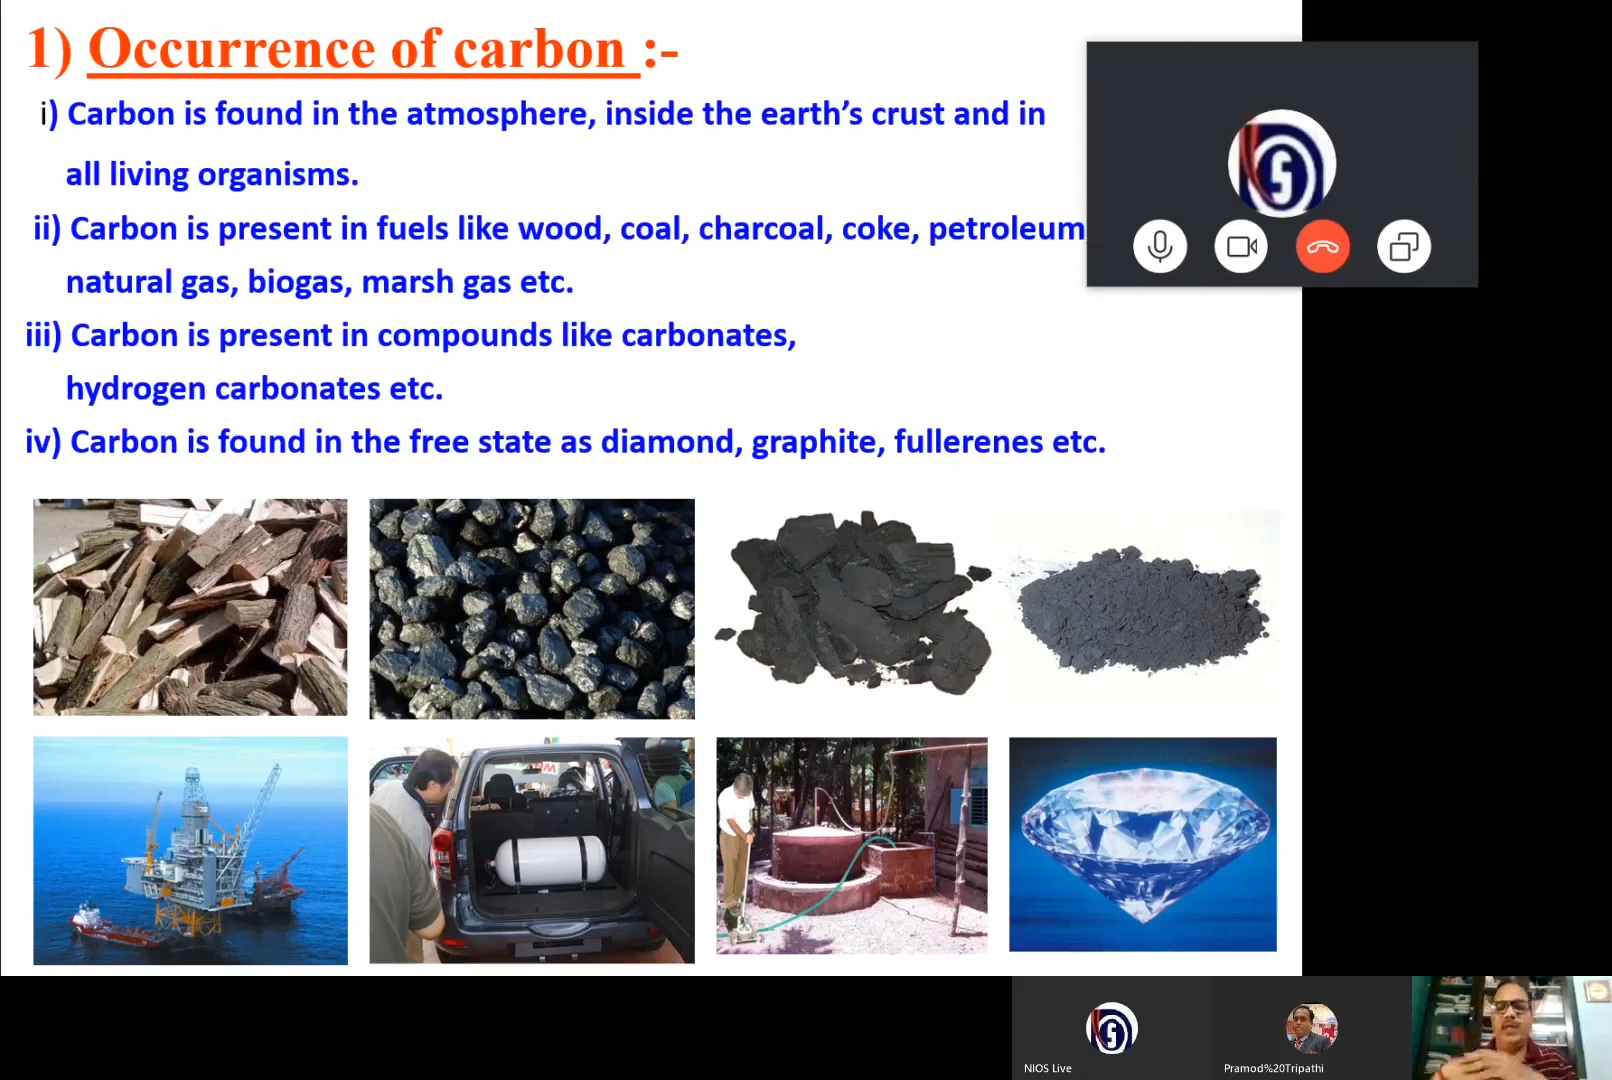 1) Occurrence of carbon :-
i) Carbon is found in the atmosphere, inside the earth’s crust and in
all living organisms.
ii) Carbon is present in fuels like wood, coal, charcoal, coke, petroleum
natural gas, biogas, marsh gas etc.
iii) Carbon is present in compounds like carbonates,
hydrogen carbonates etc.
iv) Carbon is found in the free state as diamond, graphite, fullerenes etc.
NIOS Live
Pramod%20Tripathi